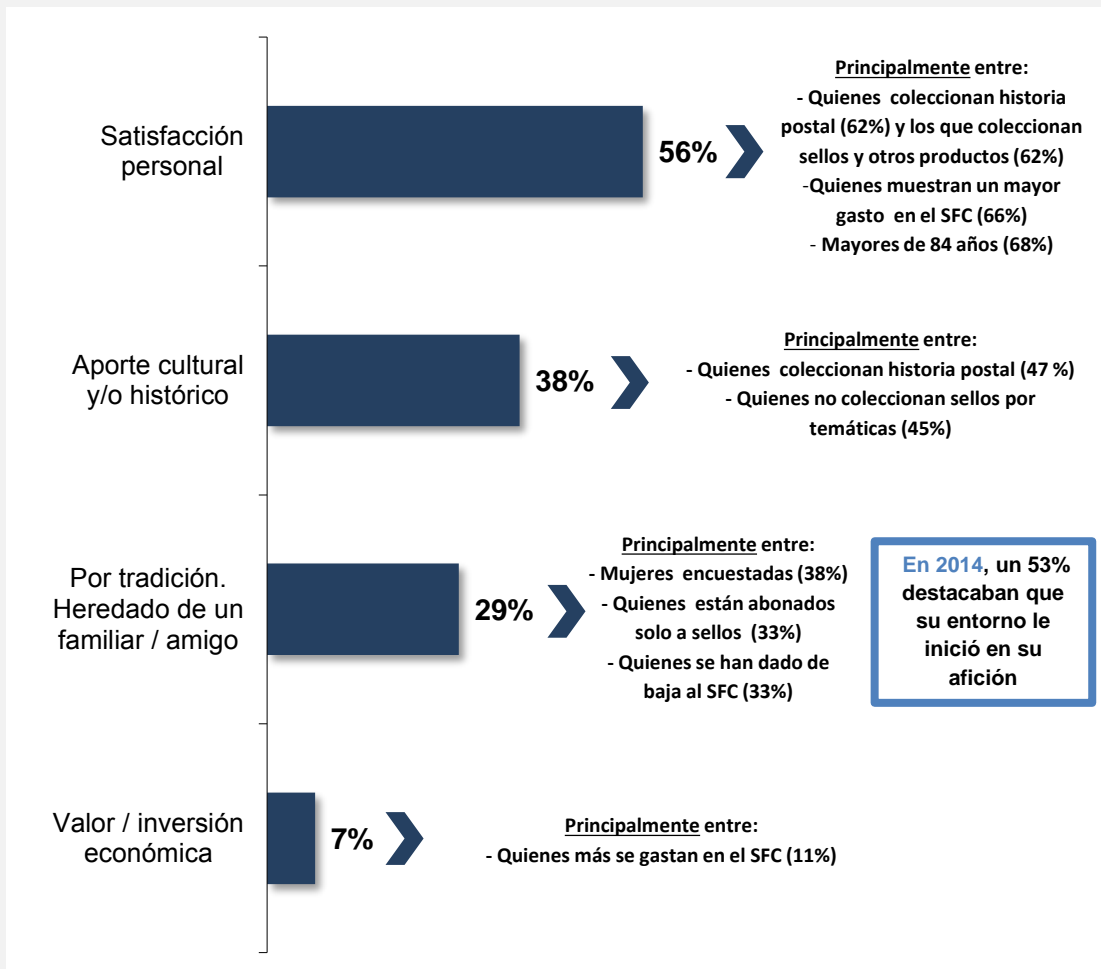 Satisfacción
personal
56%
Principalmente entre:
- Quienes coleccionan historia
postal (62%) y los que coleccionan
sellos y otros productos (62%)
-Quienes muestran un mayor
gasto en el SFC (66%)
- Mayores de 84 años (68%)
Aporte cultural
y/o histórico
38%
Principalmente entre:
- Quienes coleccionan historia postal (47 %)
- Quienes no coleccionan sellos por
temáticas (45%)
Por tradición.
Heredado de un
familiar / amigo
29%
Principalmente entre:
- Mujeres encuestadas (38%)
- Quienes están abonados
solo a sellos (33%)
- Quienes se han dado de
baja al SFC (33%)
En 2014, un 53%
destacaban que
su entorno le
inició en su
afición
Valor / inversión
económica
7%
Principalmente entre:
- Quienes más se gastan en el SFC (11%)